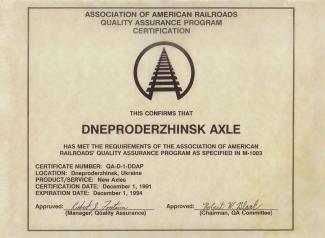 ASSOCIATION OF AMERICAN RAILROADS
QUALITY ASSURANCE PROGRAM
CERTIFICATION
THIS CONFIRMS THAT
DNEPRODERZHINSK AXLE
HAS MET THE REQUIREMENTS OF THE ASSOCIATION OF AMERICAN
RAILROADS' QUALITY ASSURANCE PROGRAM AS SPECIFIED IN M-1003
CERTIFICATE NUMBER: QA-D-1-DDAP
LOCATION: Dneproderzhinsk, Ukraine
PRODUCT/SERVICE: New Axles
CERTIFICATION DATE: December 1, 1991
EXPIRATION DATE: December 1, 1994
Approved: Approved:
(Manager, Quality Assurance) (Chairman, QA Committee)